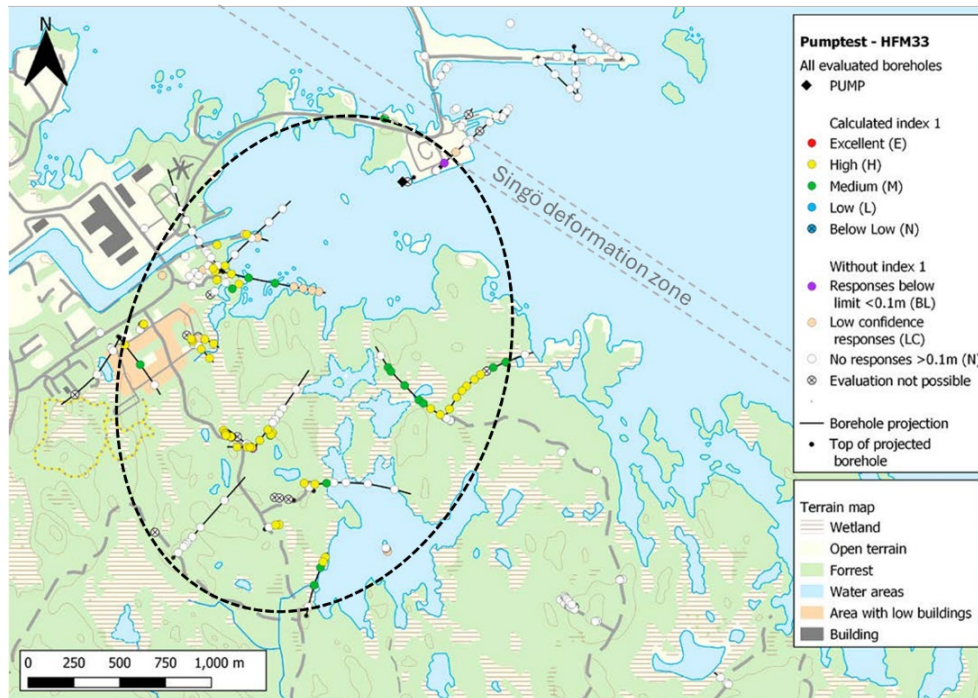 N
Singö deformation zone
0 250 500 750 1,000 m
Pumptest - HFM33
All evaluated boreholes
PUMP
Calculated index 1
Excellent (E)
High (H)
Medium (M)
Low (L)
Below Low (N)
Without index 1
Responses below
limit <0.1m (BL)
Low confidence
responses (LC)
No responses >0.1m (N)
Evaluation not possible
Borehole projection
Top of projected
borehole
Terrain map
Wetland
Open terrain
Forrest
Water areas
Area with low buildings
Building